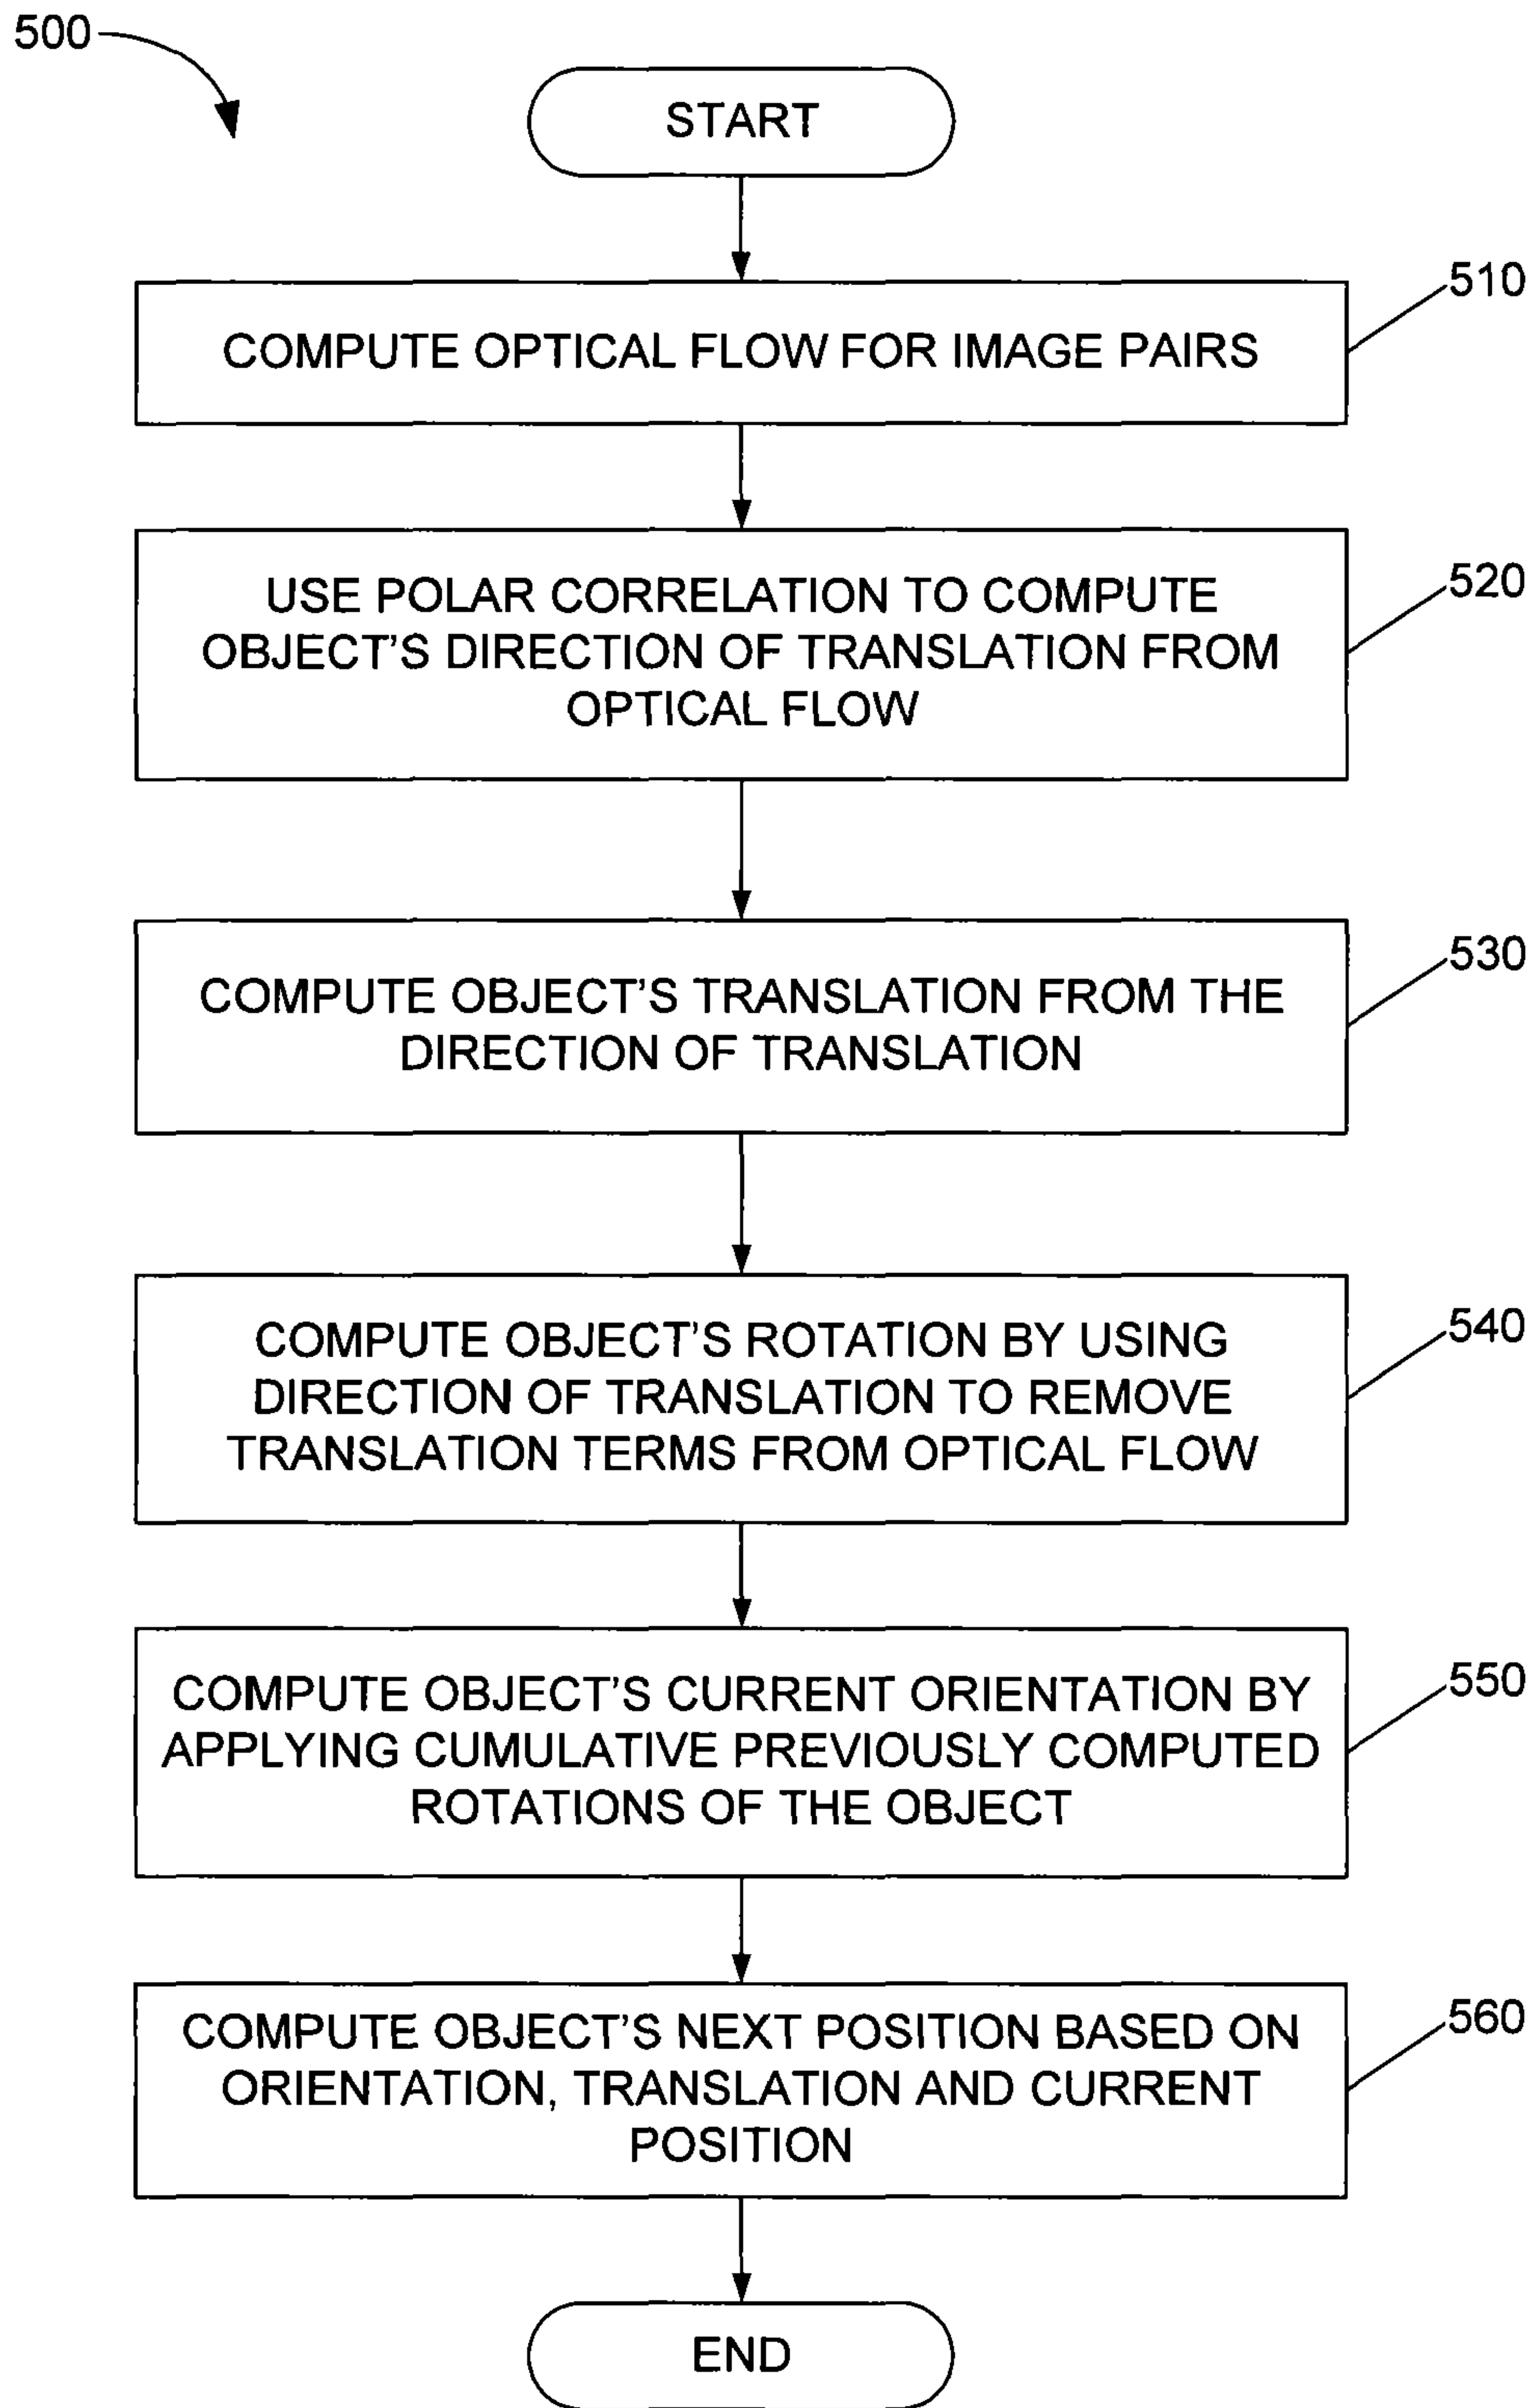 500
START
510
COMPUTE OPTICAL FLOW FOR IMAGE PAIRS
520
USE POLAR CORRELATION TO COMPUTE
OBJECT'S DIRECTION OF TRANSLATION FROM
OPTICAL FLOW
530
COMPUTE OBJECT'S TRANSLATION FROM THE
DIRECTION OF TRANSLATION
540
COMPUTE OBJECT'S ROTATION BY USING
DIRECTION OF TRANSLATION TO REMOVE
TRANSLATION TERMS FROM OPTICAL FLOW
550
COMPUTE OBJECT'S CURRENT ORIENTATION BY
APPLYING CUMULATIVE PREVIOUSLY COMPUTED
ROTATIONS OF THE OBJECT
560
COMPUTE OBJECT'S NEXT POSITION BASED ON
ORIENTATION, TRANSLATION AND CURRENT
POSITION
END